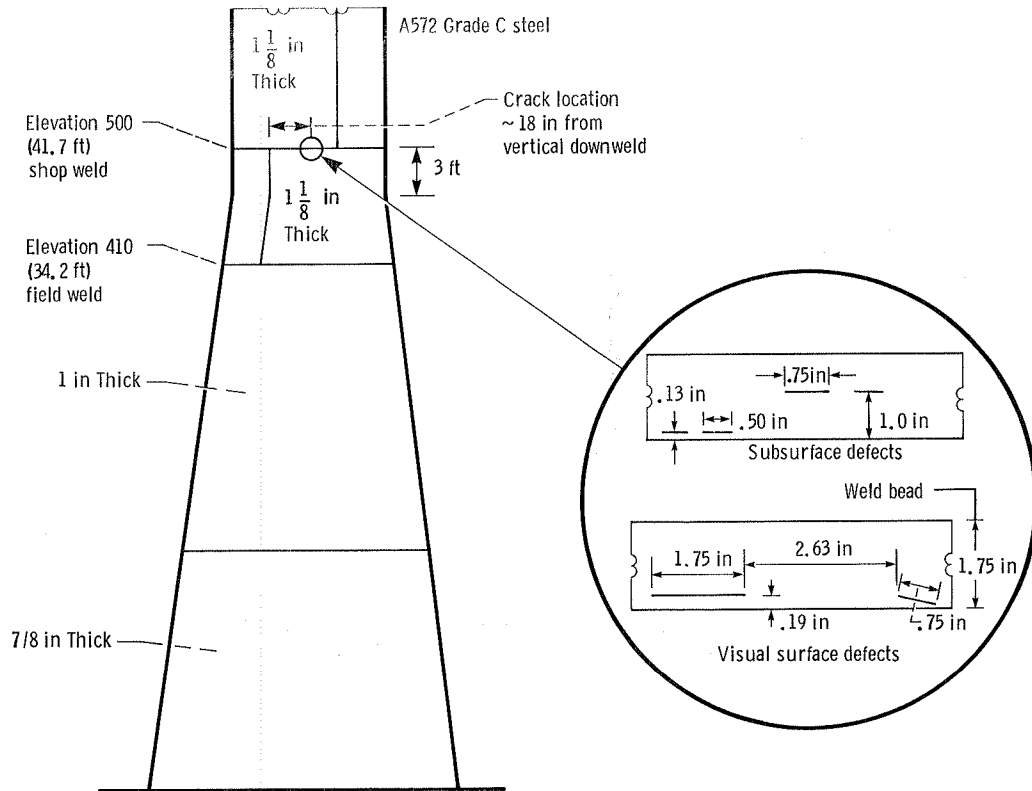 A572 Grade C steel
1 1/8 in
Thick
Crack location
~ 18 in from
vertical downweld
Elevation 500
(41.7 ft)
shop weld
3 ft
1 1/8 in
Thick
Elevation 410
(34.2 ft)
field weld
1 in Thick
.75in
.13 in
.50 in
1.0 in
Subsurface defects
Weld bead
1.75 in
2.63 in
1.75 in
.19 in
.75 in
Visual surface defects
7/8 in Thick